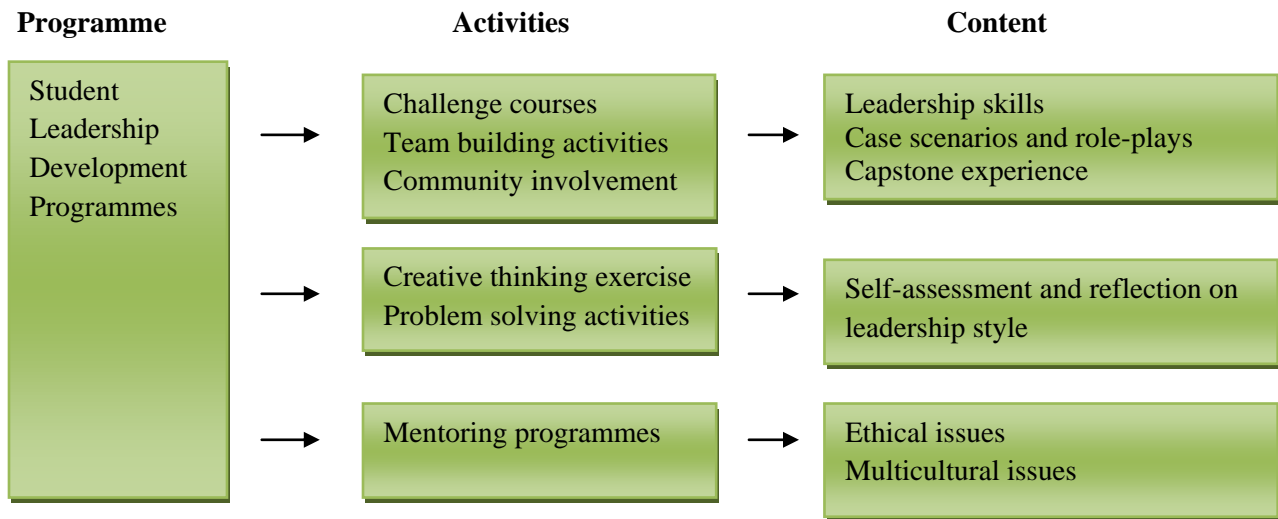 Programme
Activities
Content
Student
Leadership
Development
Programmes
Challenge courses
Team building activities
Community involvement
Leadership skills
Case scenarios and role-plays
Capstone experience
Creative thinking exercise
Problem solving activities
Self-assessment and reflection on
leadership style
Mentoring programmes
Ethical issues
Multicultural issues